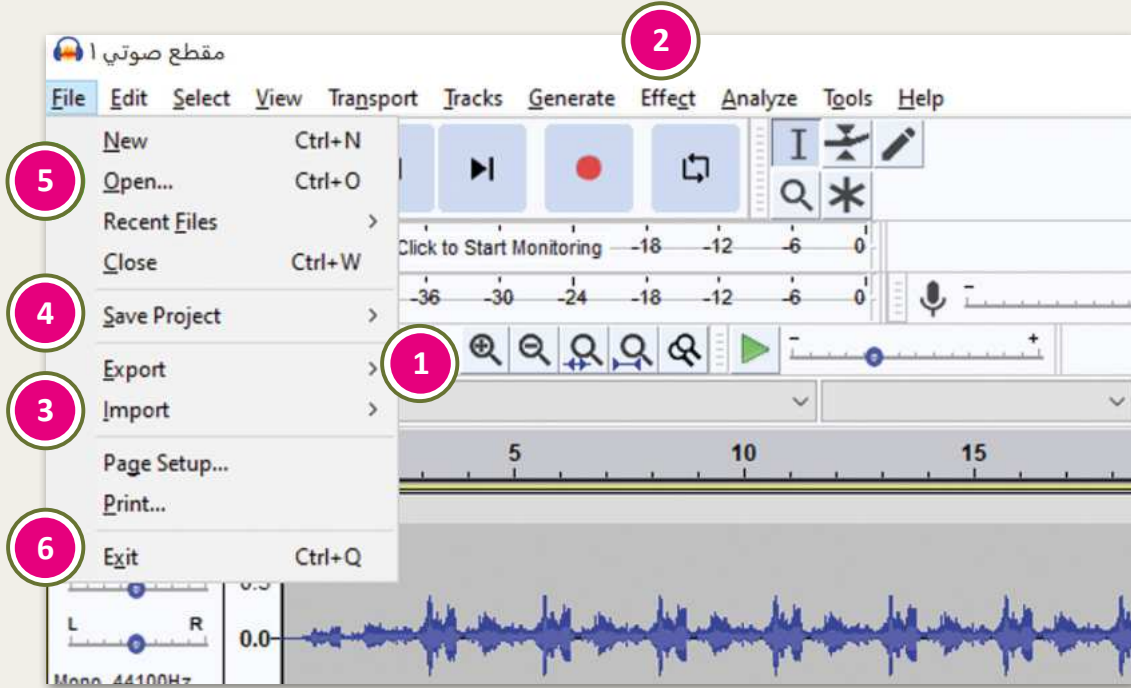 2
مقطع صوتي ١
File Edit Select View Transport Tracks Generate Effect Analyze Tools Help
New Ctrl+N
5 Open... Ctrl+O
Recent Files
Close Ctrl+W
Click to Start Monitoring -18 -12 -6 0
-36 -30 -24 -18 -12 -6 0
4 Save Project
- +
Export 1
3 Import
5 10 15
Page Setup...
Print...
6 Exit Ctrl+Q
L R
0.0
Mono, 44100Hz